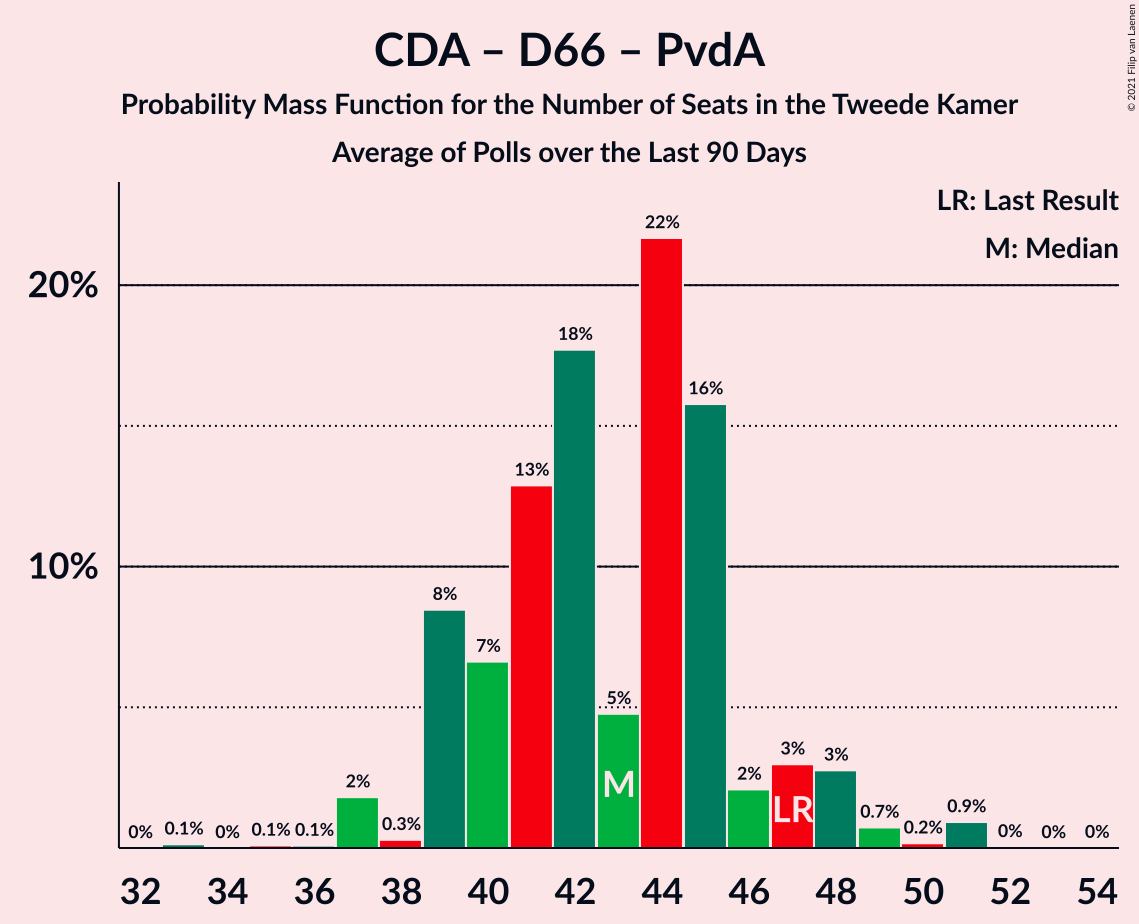 CDA – D66 – PvdA
Probability Mass Function for the Number of Seats in the Tweede Kamer
Average of Polls over the Last 90 Days
© 2021 Filip van Laenen
LR: Last Result
M: Median
20%
10%
0%
0.1%
0%
0.1%
0.1%
2%
0.3%
8%
7%
13%
18%
5%
22%
16%
2%
3%
3%
0.7%
0.2%
0.9%
0%
0%
0%
M
LR
32 34 36 38 40 42 44 46 48 50 52 54